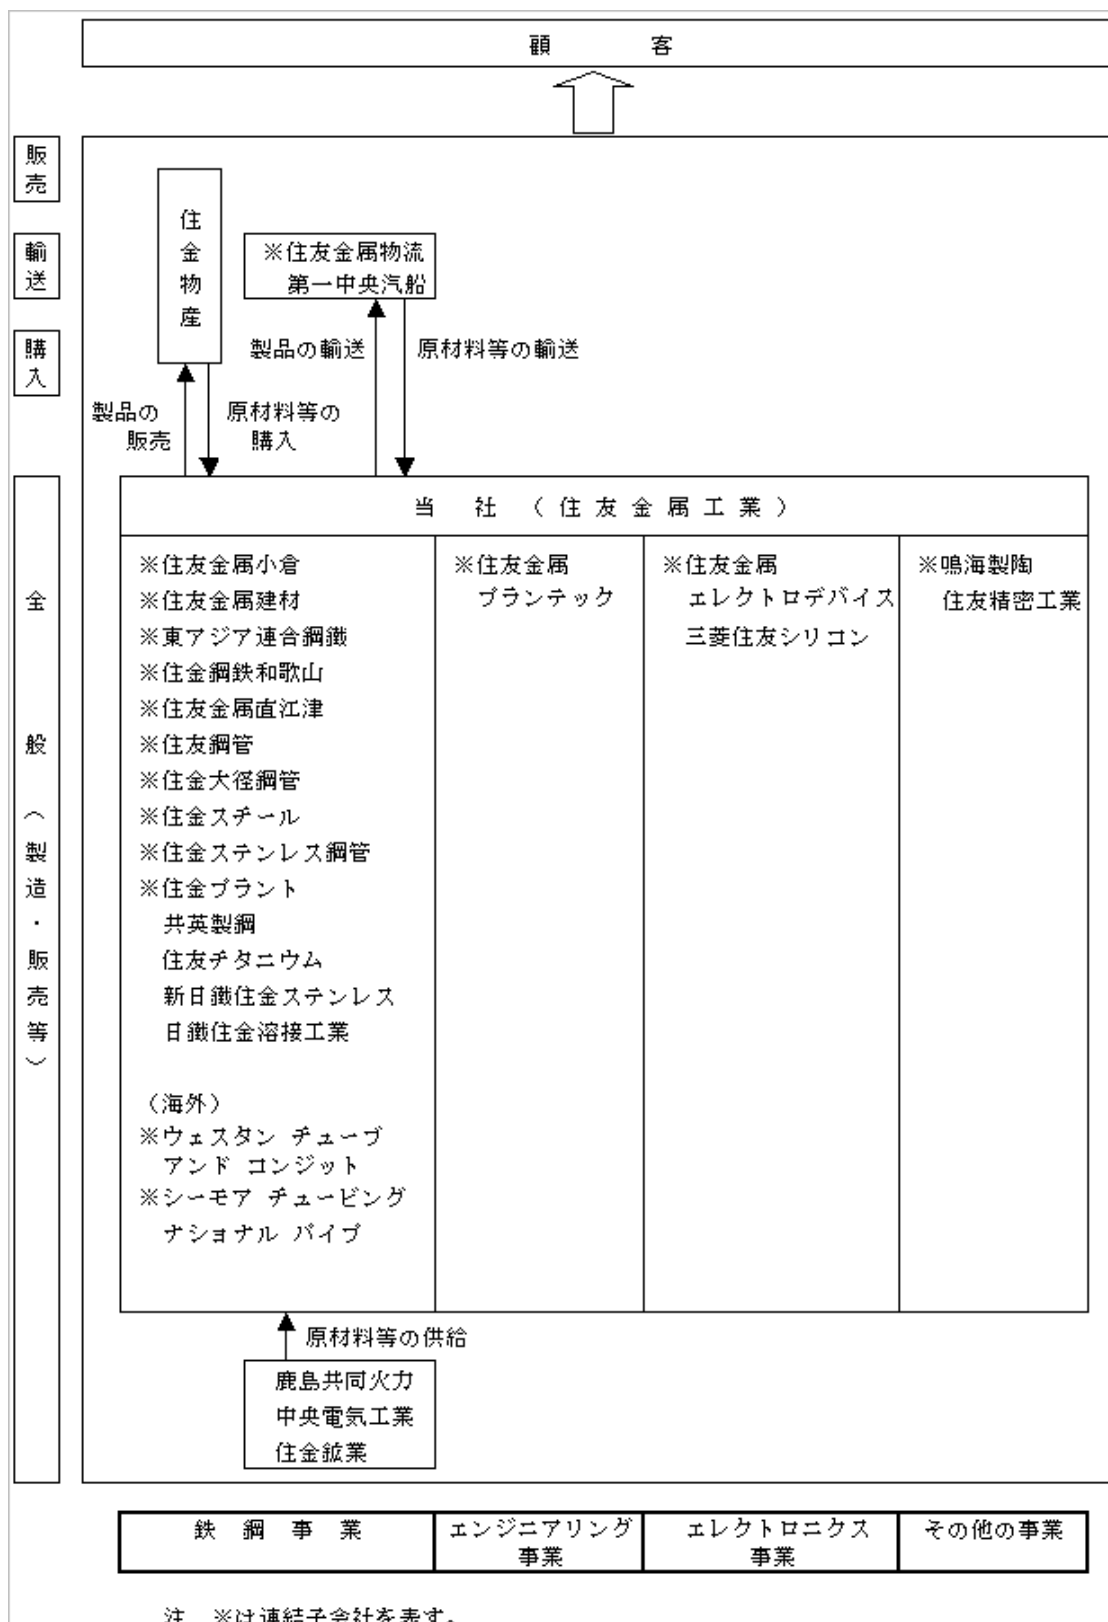 顧客
販売
輸送
購入
住金物産
※住友金属物流
第一中央汽船
製品の輸送
原材料等の輸送
製品の
販売
原材料等の
購入
全般（製造・販売等）
当社（住友金属工業）
※住友金属小倉
※住友金属建材
※東アジア連合鋼鐵
※住金鋼鉄和歌山
※住友金属直江津
※住友鋼管
※住金大径鋼管
※住金スチール
※住金ステンレス鋼管
※住金プラント
共英製鋼
住友チタニウム
新日鐵住金ステンレス
日鐵住金溶接工業
（海外）
※ウェスタン チューブ
アンド コンジット
※シーモア チュービング
ナショナル パイプ
※住友金属
プランテック
※住友金属
エレクトロデバイス
三菱住友シリコン
※鳴海製陶
住友精密工業
原材料等の供給
鹿島共同火力
中央電気工業
住金鉱業
鉄鋼事業
エンジニアリング
事業
エレクトロニクス
事業
その他の事業
注 ※は連結子会社を表す。